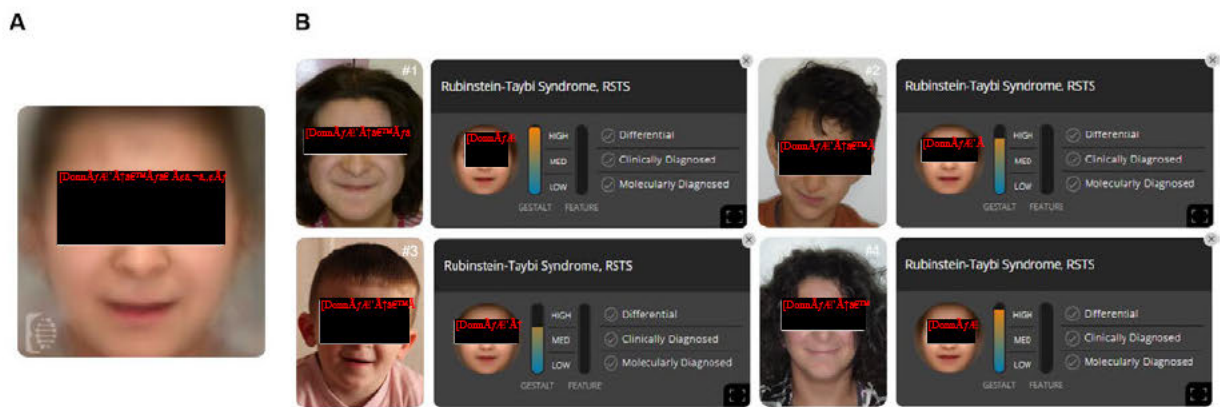 A
B
#1
Rubinstein-Taybi Syndrome, RSTS
HIGH
MED
LOW
Differential
Clinically Diagnosed
Molecularly Diagnosed
GESTALT FEATURE
#2
Rubinstein-Taybi Syndrome, RSTS
HIGH
MED
LOW
Differential
Clinically Diagnosed
Molecularly Diagnosed
GESTALT FEATURE
#3
Rubinstein-Taybi Syndrome, RSTS
HIGH
MED
LOW
Differential
Clinically Diagnosed
Molecularly Diagnosed
GESTALT FEATURE
#4
Rubinstein-Taybi Syndrome, RSTS
HIGH
MED
LOW
Differential
Clinically Diagnosed
Molecularly Diagnosed
GESTALT FEATURE